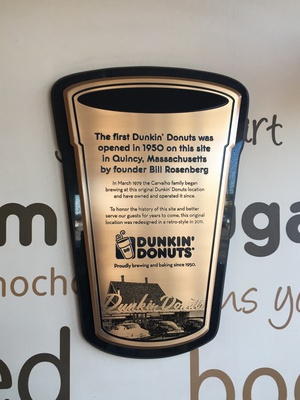 The first Dunkin' Donuts was
opened in 1950 on this site
in Quincy, Massachusetts
by founder Bill Rosenberg
In March 1979 the Carvalho family began
brewing at this original Dunkin' Donuts location
and have owned and operated it since.
To honor the history of this site and better
serve our guests for years to come, this original
location was redesigned in a retro-style in 2011.
DUNKIN'
DONUTS
Proudly brewing and baking since 1950.
Dunkin Donuts